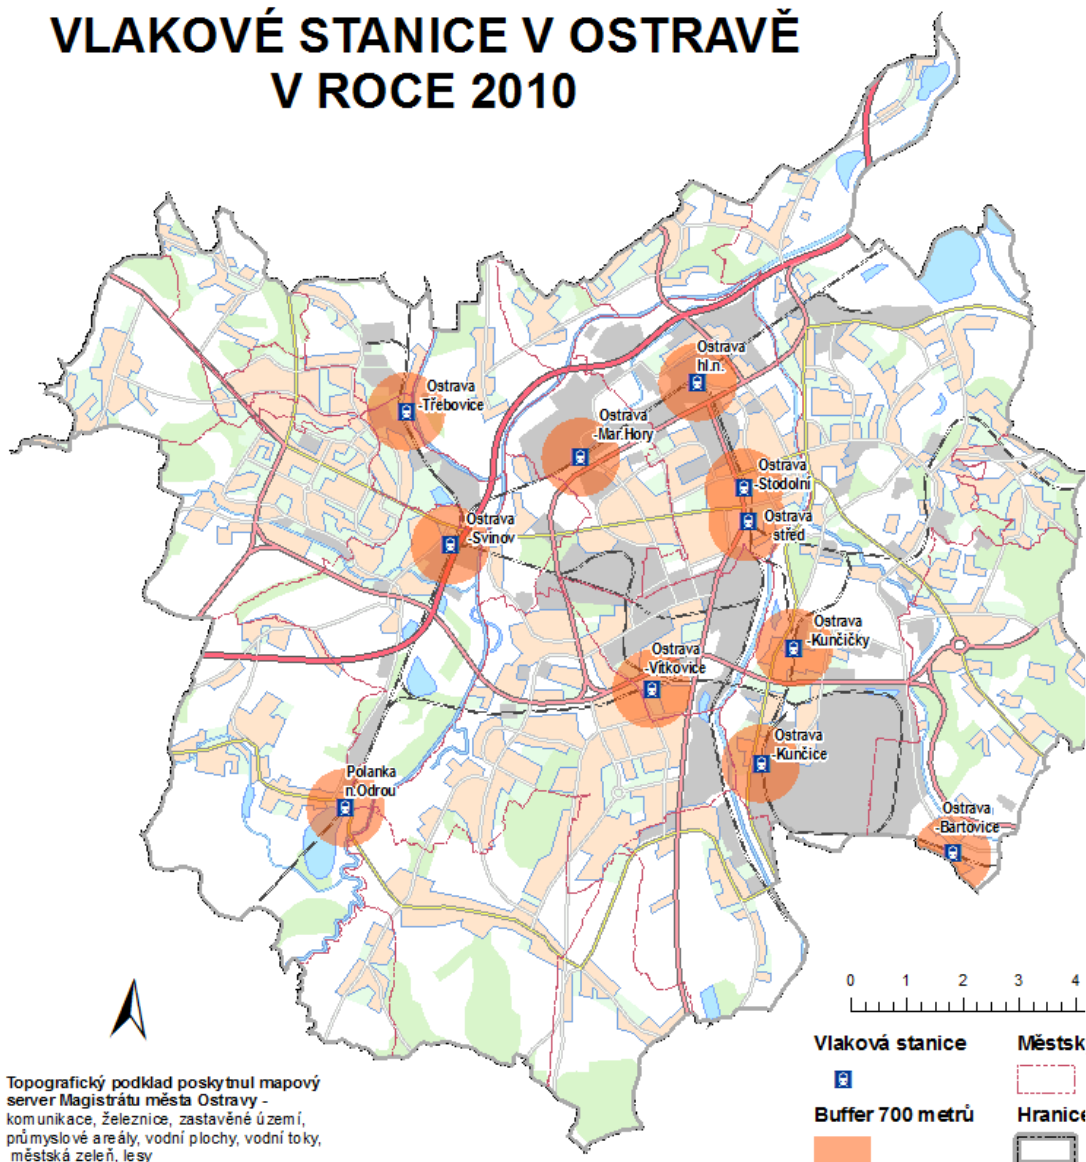 VLAKOVÉ STANICE V OSTRAVĚ
V ROCE 2010
Ostrava
hl.n.
Ostrava
-Třebovice
Ostrava
-Mar.Hory
Ostrava
-Stodolní
Ostrava
střed
Ostrava
-Svinov
Ostrava
-Kunčičky
Ostrava
-Vítkovice
Ostrava
-Kunčice
Polanka
n.Odrou
Ostrava
-Bartovice
0 1 2 3 4
Vlaková stanice
Městsk
Buffer 700 metrů
Hranice
Topografický podklad poskytnul mapový
server Magistrátu města Ostravy -
komunikace, železnice, zastavěné území,
průmyslové areály, vodní plochy, vodní toky,
městská zeleň, lesy